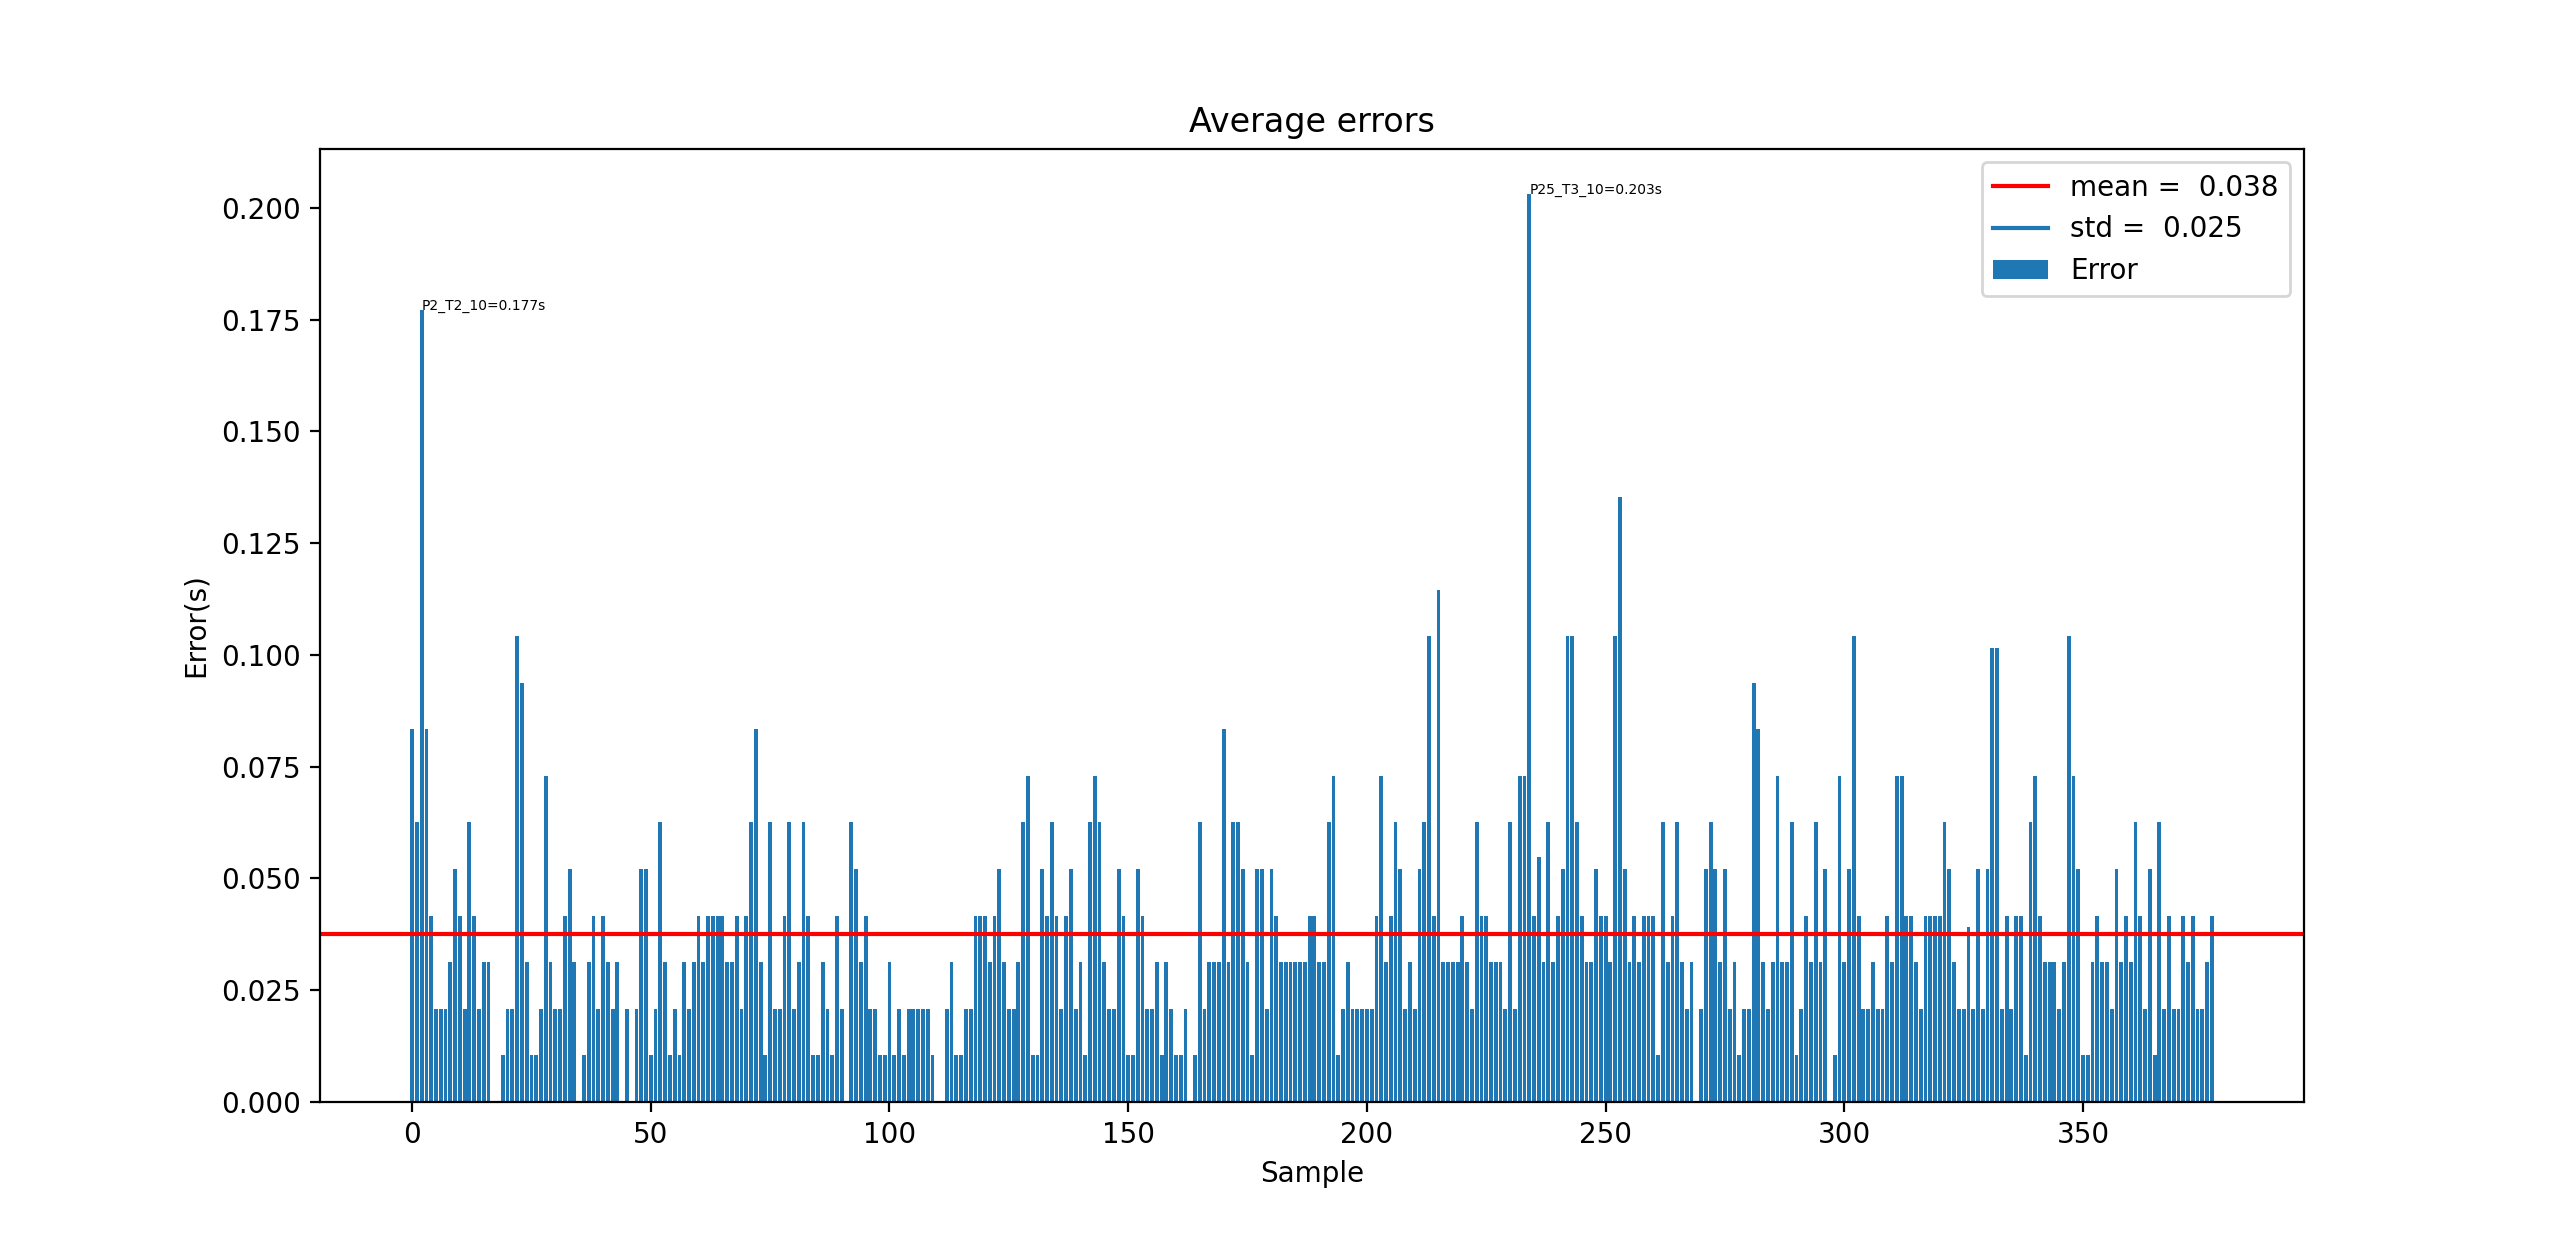 Average errors
P25_T3_10=0.203s
mean =  0.038
std =  0.025
Error
P2_T2_10=0.177s
0.200
0.175
0.150
0.125
0.100
0.075
0.050
0.025
0.000
Error(s)
0 50 100 150 200 250 300 350
Sample